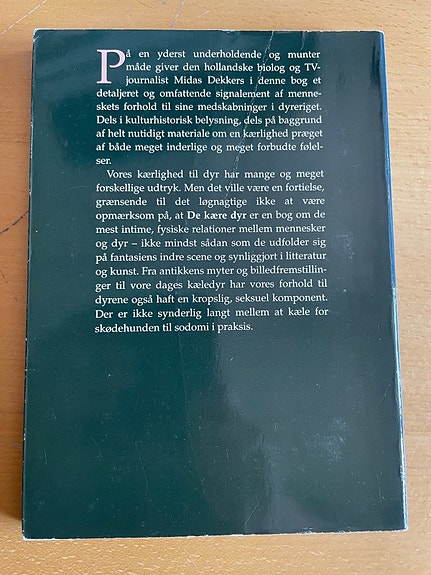 På en yderst underholdende og munter
måde giver den hollandske biolog og TV-
journalist Midas Dekkers i denne bog et
detaljeret og omfattende signalement af menne-
skets forhold til sine medskabninger i dyreriget.
Dels i kulturhistorisk belysning, dels på baggrund
af helt nutidigt materiale om en kærlighed præget
af både meget inderlige og meget forbudte følel-
ser.
Vores kærlighed til dyr har mange og meget
forskellige udtryk. Men det ville være en fortielse,
grænsende til det løgnagtige ikke at være
opmærksom på, at De kære dyr er en bog om de
mest intime, fysiske relationer mellem mennesker
og dyr – ikke mindst sådan som de udfolder sig
på fantasiens indre scene og synliggjort i litteratur
og kunst. Fra antikkens myter og billedfremstillin-
ger til vore dages kæledyr har vores forhold til
dyrene også haft en kropslig, seksuel komponent.
Der er ikke synderlig langt mellem at kæle for
skødehunden til sodomi i praksis.